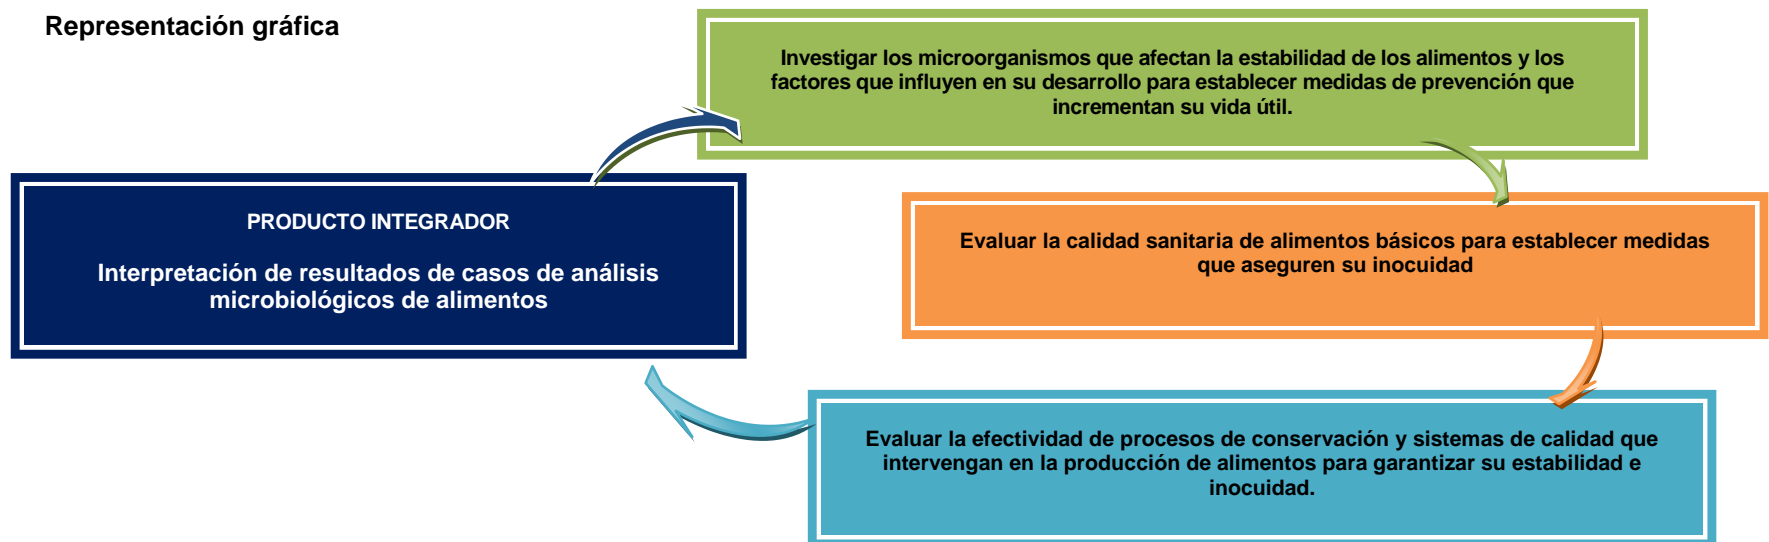 Representación gráfica
Investigar los microorganismos que afectan la estabilidad de los alimentos y los
factores que influyen en su desarrollo para establecer medidas de prevención que
incrementan su vida útil.
PRODUCTO INTEGRADOR
Interpretación de resultados de casos de análisis
microbiológicos de alimentos
Evaluar la calidad sanitaria de alimentos básicos para establecer medidas
que aseguren su inocuidad
Evaluar la efectividad de procesos de conservación y sistemas de calidad que
intervengan en la producción de alimentos para garantizar su estabilidad e
inocuidad.